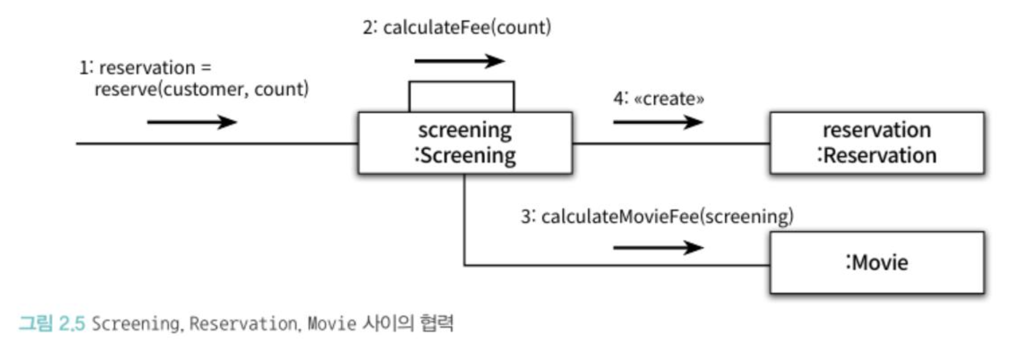 2: calculateFee(count)
1: reservation =
reserve(customer, count)
4: «create»
screening
:Screening
reservation
:Reservation
3: calculateMovieFee(screening)
:Movie
그림 2.5 Screening, Reservation, Movie 사이의 협력